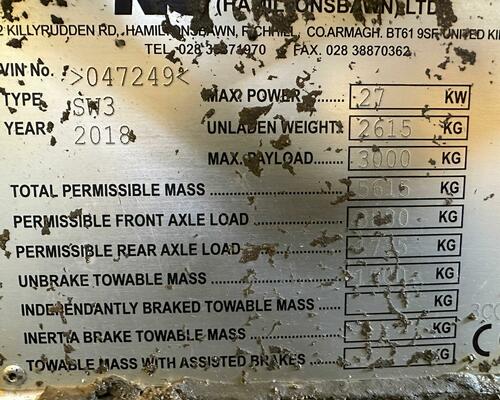 (HAMILTONSBAWN) LTD
2 KILLYRUDDEN RD, HAMILTONSBAWN, RICHHILL, CO.ARMAGH. BT61 9SF, UNITED KI
TEL. 028 38871970 FAX. 028 38870362
VIN No. >047249<
TYPE SW3
YEAR 2018
MAX. POWER 27 KW
UNLADEN WEIGHT 2615 KG
MAX. PAYLOAD 3000 KG
TOTAL PERMISSIBLE MASS 5615 KG
PERMISSIBLE FRONT AXLE LOAD KG
PERMISSIBLE REAR AXLE LOAD KG
UNBRAKE TOWABLE MASS KG
INDEPENDANTLY BRAKED TOWABLE MASS KG
INERTIA BRAKE TOWABLE MASS KG
TOWABLE MASS WITH ASSISTED BRAKES KG